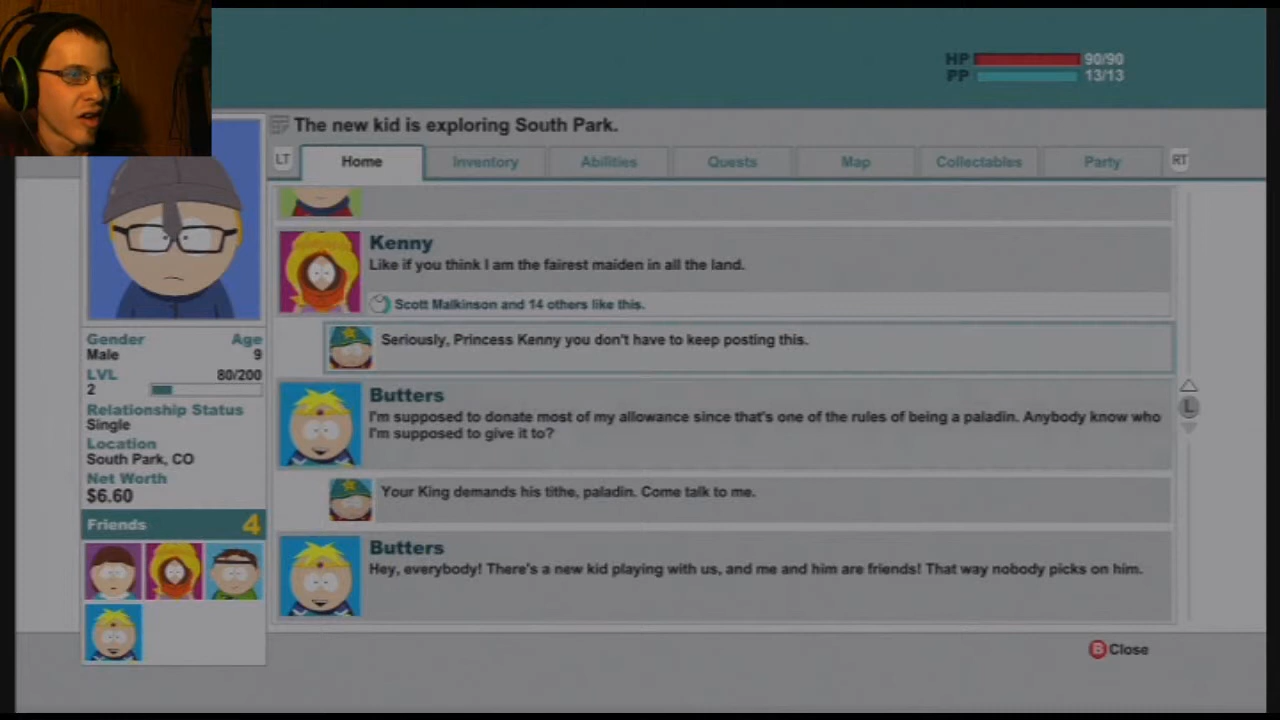 HP 90/90
PP 13/13
The new kid is exploring South Park.
LT Home Inventory Abilities Quests Map Collectables Party RT
Kenny
Like if you think I am the fairest maiden in all the land.
Scott Malkinson and 14 others like this.
Seriously, Princess Kenny you don't have to keep posting this.
Butters
I'm supposed to donate most of my allowance since that's one of the rules of being a paladin. Anybody know who
I'm supposed to give it to?
Your King demands his tithe, paladin. Come talk to me.
Butters
Hey, everybody! There's a new kid playing with us, and me and him are friends! That way nobody picks on him.
Gender Age
Male 9
LVL 80/200
2
Relationship Status
Single
Location
South Park, CO
Net Worth
$6.60
Friends 4
L
B Close